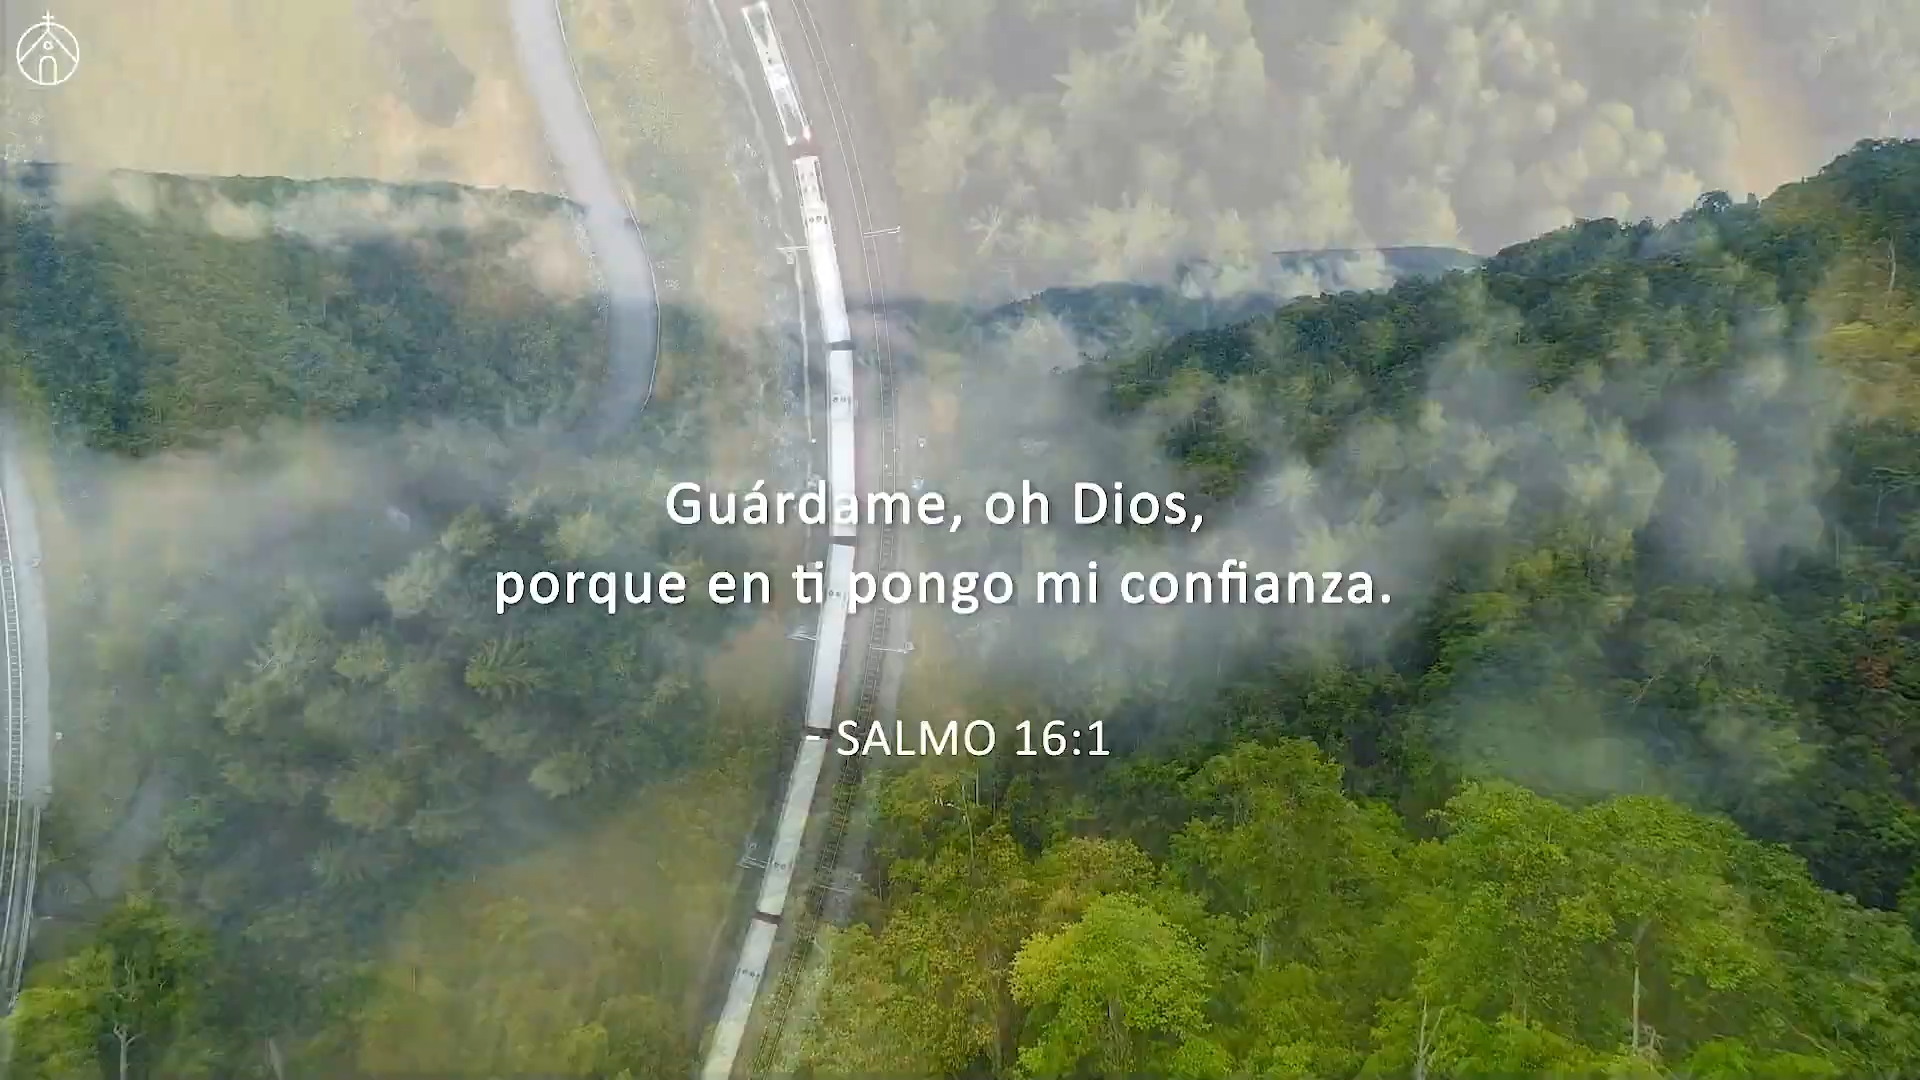 Guárdame, oh Dios,
porque en ti pongo mi confianza.
- SALMO 16:1